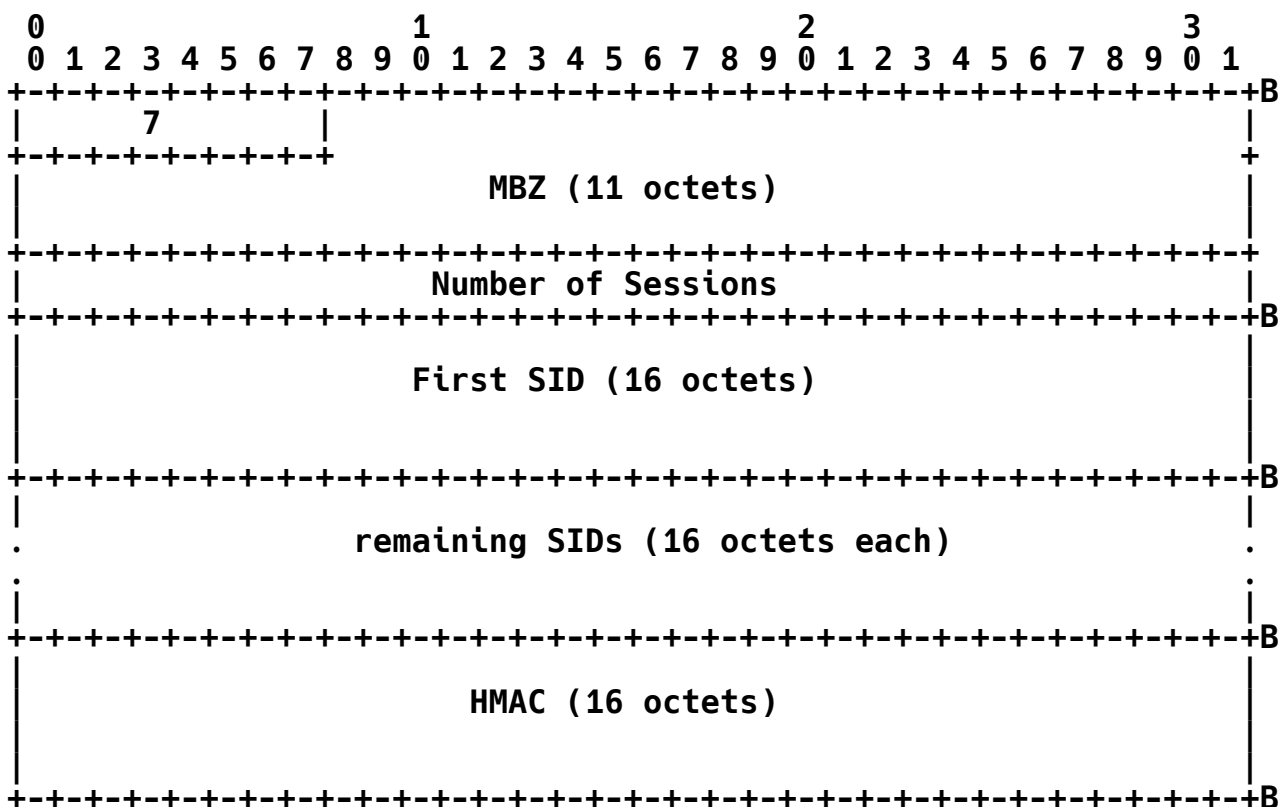 0                   1                   2                   3
 0 1 2 3 4 5 6 7 8 9 0 1 2 3 4 5 6 7 8 9 0 1 2 3 4 5 6 7 8 9 0 1
+-+-+-+-+-+-+-+-+-+-+-+-+-+-+-+-+-+-+-+-+-+-+-+-+-+-+-+-+-+-+-+-+B
|      7        |                                               |
+-+-+-+-+-+-+-+-+                                               +
|                        MBZ (11 octets)                        |
|                                                               |
+-+-+-+-+-+-+-+-+-+-+-+-+-+-+-+-+-+-+-+-+-+-+-+-+-+-+-+-+-+-+-+-+
|                     Number of Sessions                        |
+-+-+-+-+-+-+-+-+-+-+-+-+-+-+-+-+-+-+-+-+-+-+-+-+-+-+-+-+-+-+-+-+B
|                                                               |
|                    First SID (16 octets)                      |
|                                                               |
|                                                               |
+-+-+-+-+-+-+-+-+-+-+-+-+-+-+-+-+-+-+-+-+-+-+-+-+-+-+-+-+-+-+-+-+B
|                                                               |
.                 remaining SIDs (16 octets each)               .
.                                                               .
|                                                               |
+-+-+-+-+-+-+-+-+-+-+-+-+-+-+-+-+-+-+-+-+-+-+-+-+-+-+-+-+-+-+-+-+B
|                                                               |
|                       HMAC (16 octets)                        |
|                                                               |
|                                                               |
+-+-+-+-+-+-+-+-+-+-+-+-+-+-+-+-+-+-+-+-+-+-+-+-+-+-+-+-+-+-+-+-+B